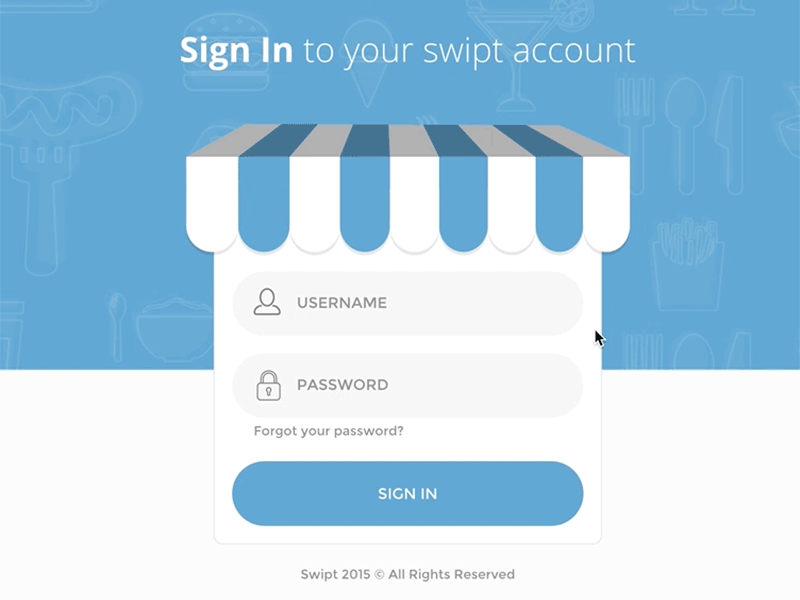 Sign In to your swipt account
USERNAME
PASSWORD
Forgot your password?
SIGN IN
Swipt 2015 © All Rights Reserved